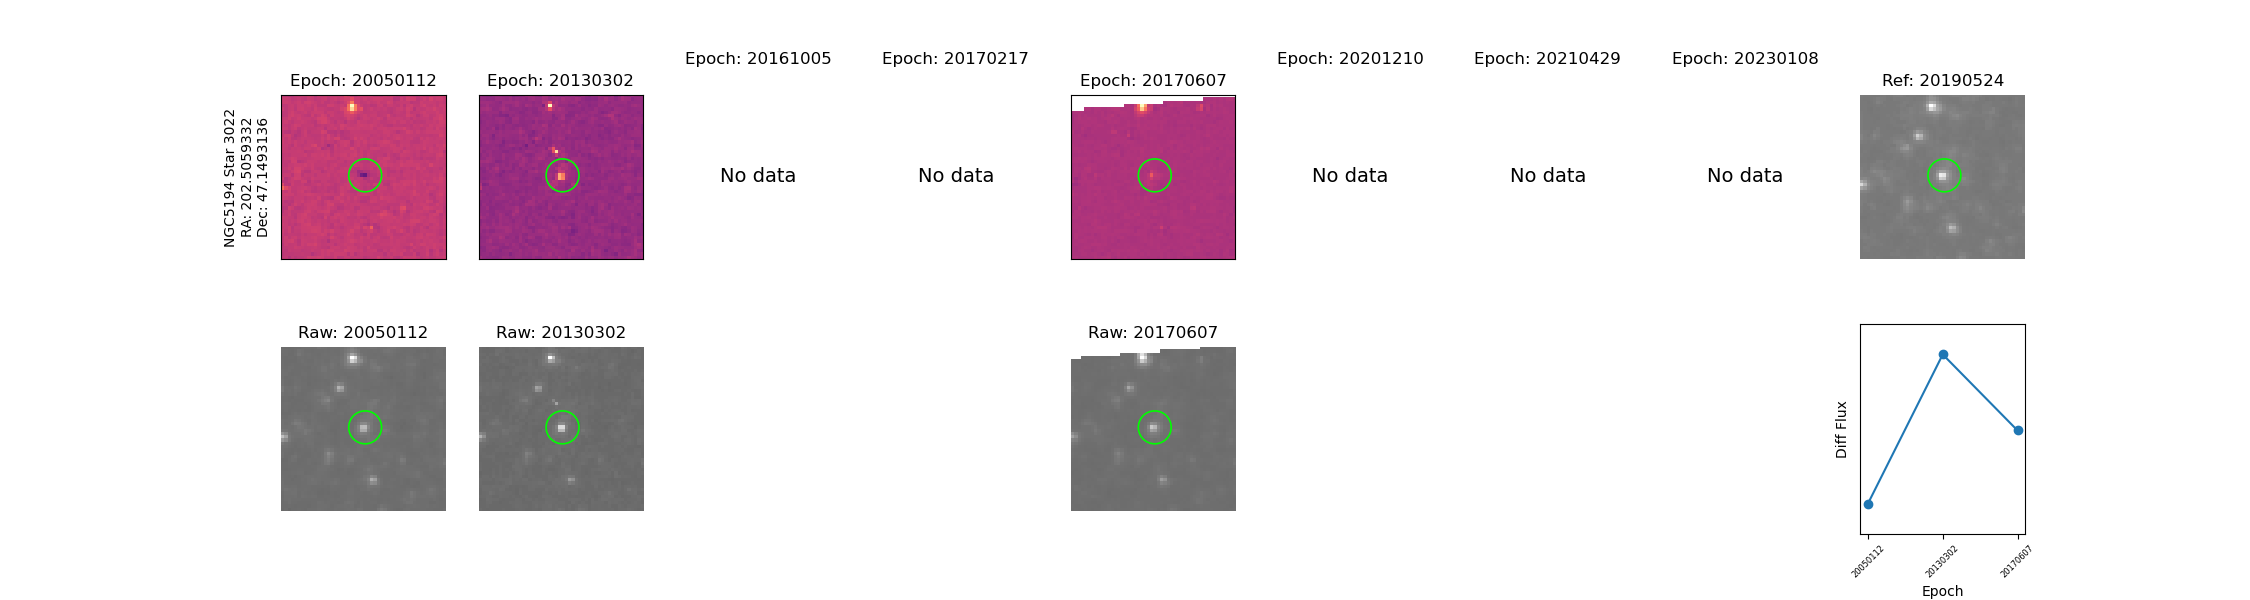 Epoch: 20050112
Epoch: 20130302
Epoch: 20161005
Epoch: 20170217
Epoch: 20170607
Epoch: 20201210
Epoch: 20210429
Epoch: 20230108
Ref: 20190524
NGC5194 Star 3022
RA: 202.5059332
Dec: 47.1493136
No data
No data
No data
No data
No data
Raw: 20050112
Raw: 20130302
Raw: 20170607
Diff Flux
20050112
20130302
20170607
Epoch